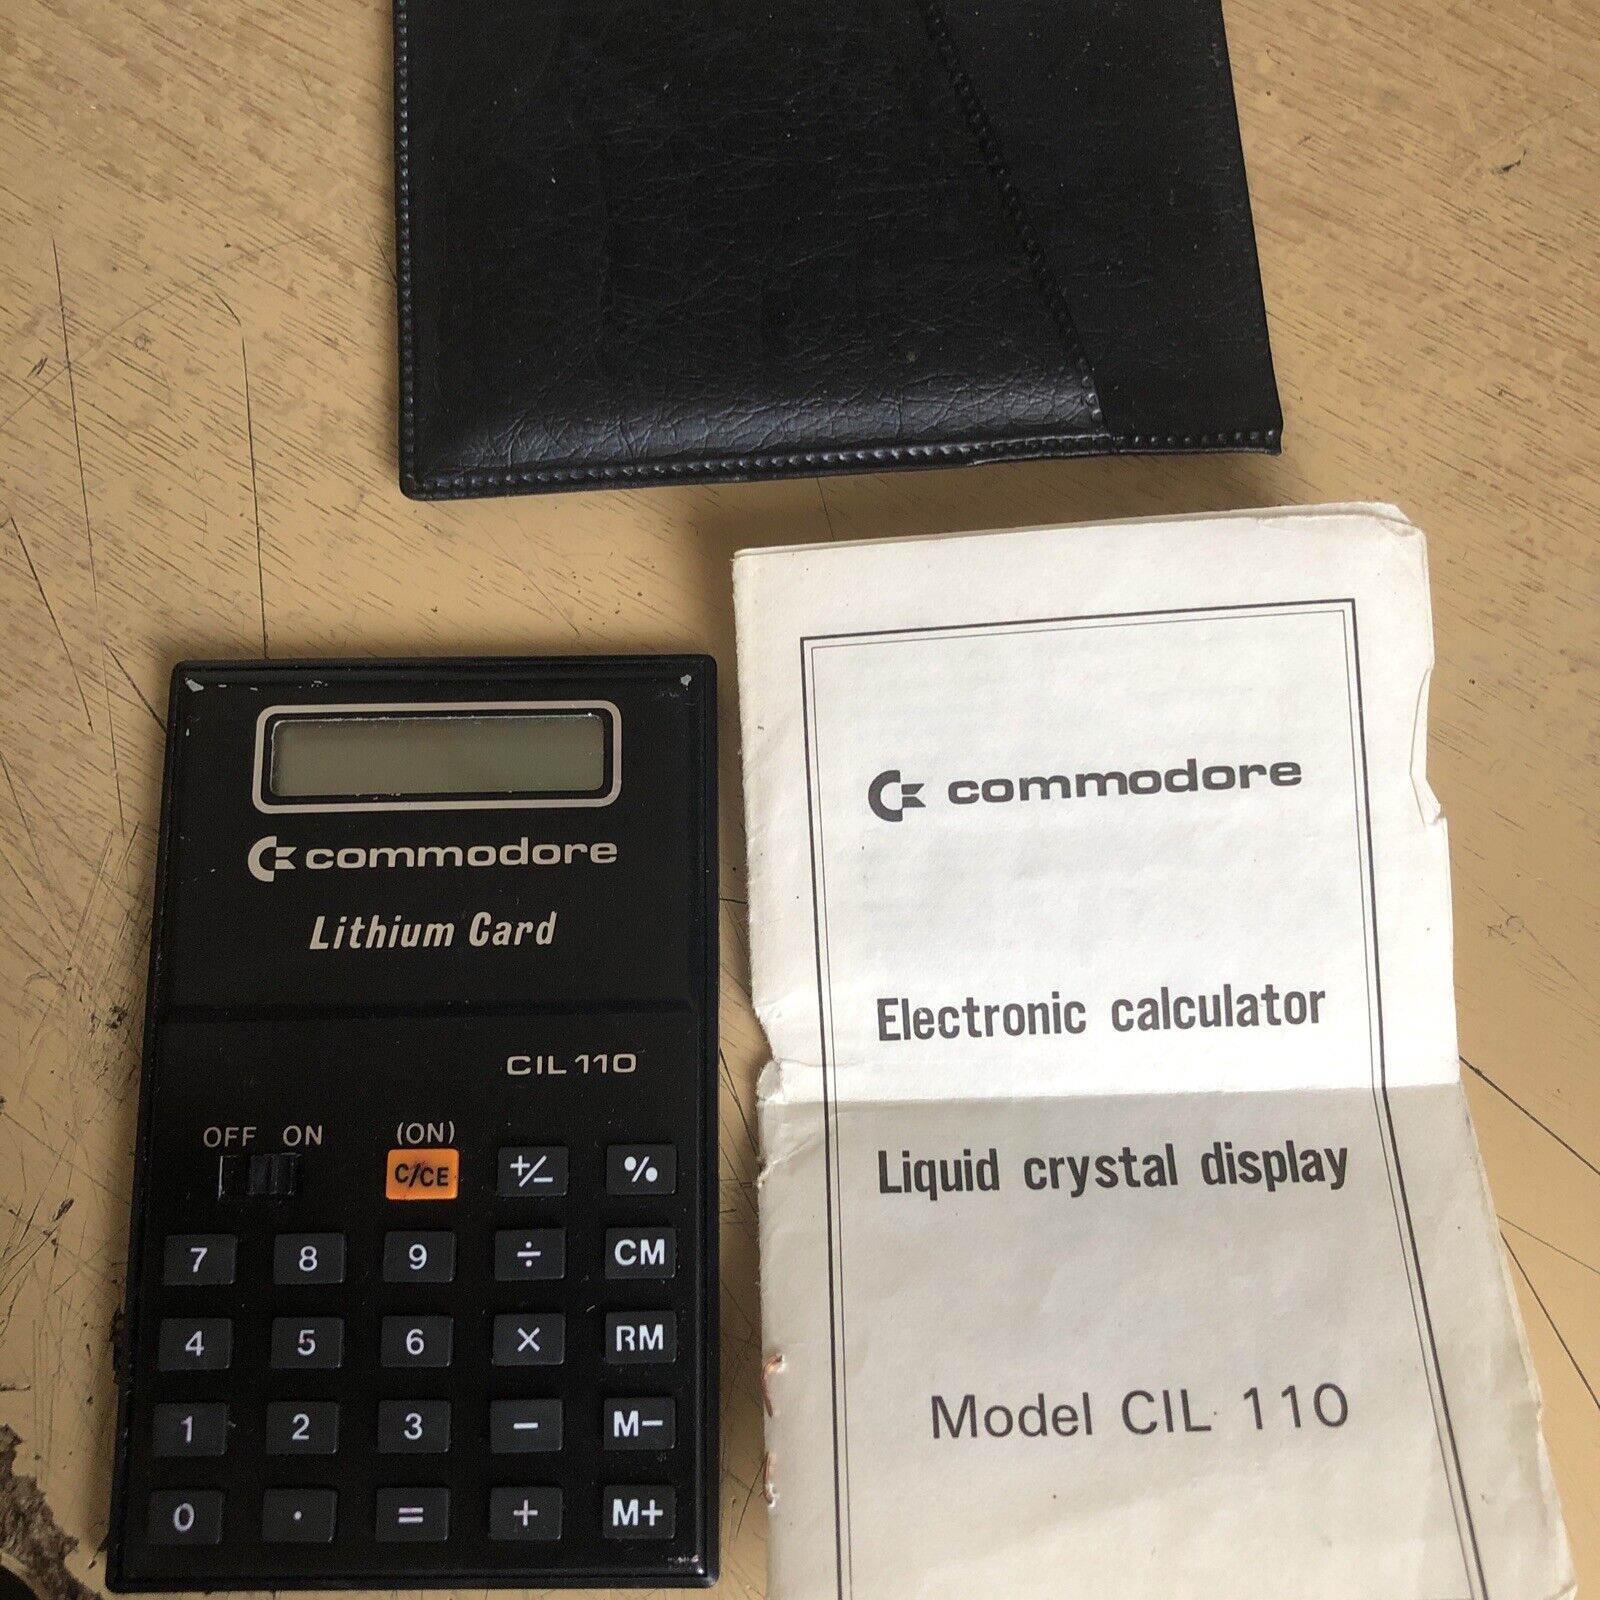 commodore
Lithium Card
CIL 110
OFF ON (ON)
C/CE +/− %
7 8 9 ÷ CM
4 5 6 × RM
1 2 3 − M−
0 · = + M+
commodore
Electronic calculator
Liquid crystal display
Model CIL 110